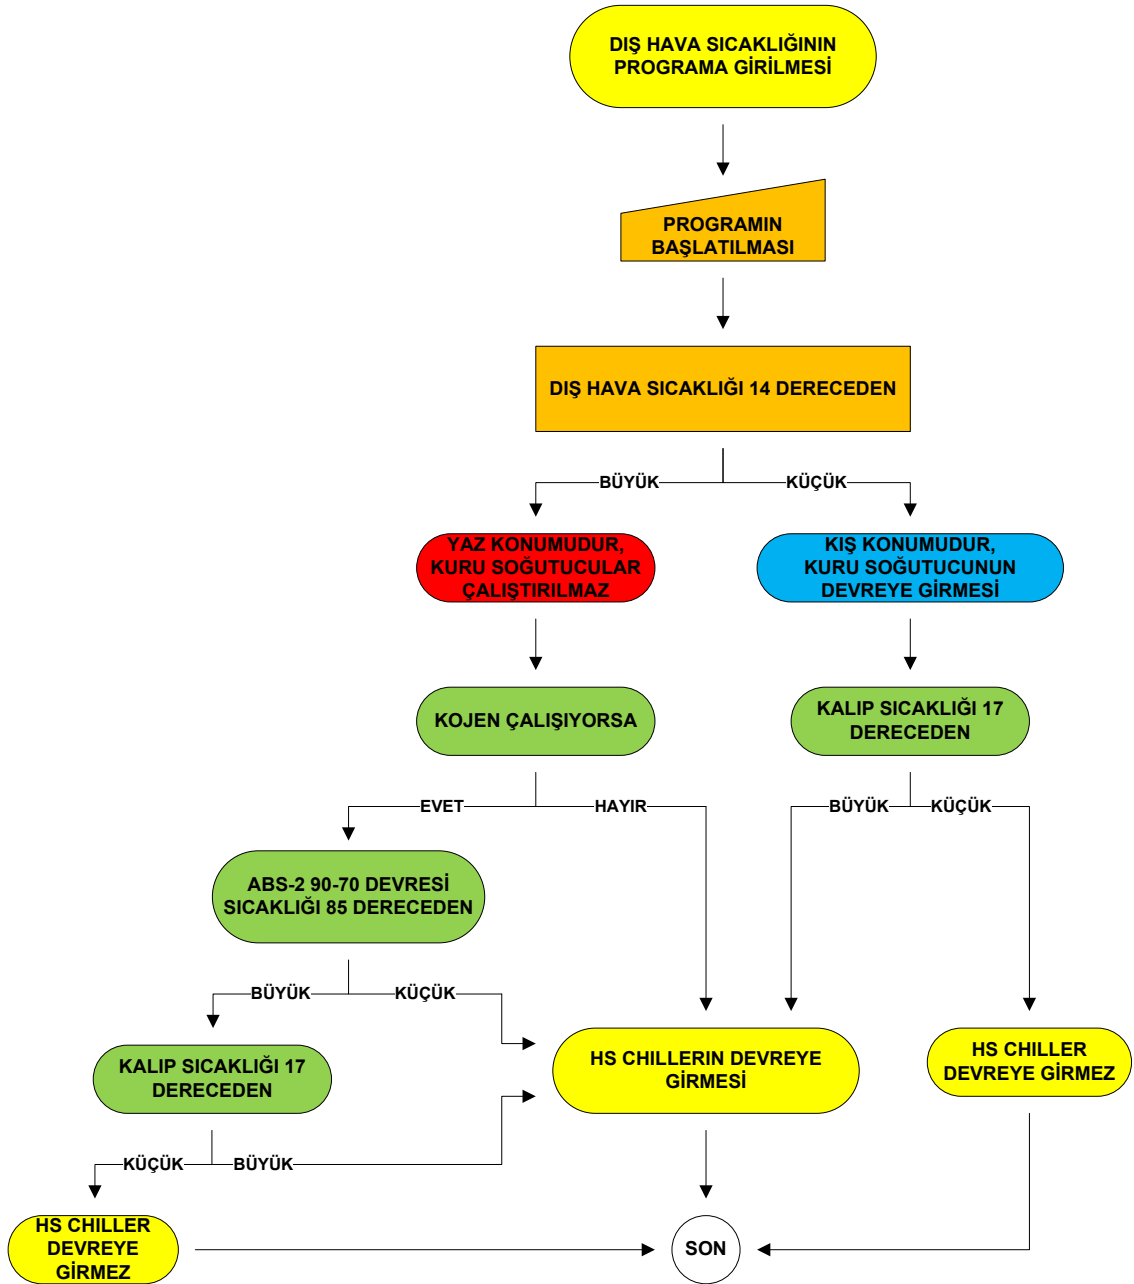 DIŞ HAVA SICAKLIĞININ
PROGRAMA GİRİLMESİ
PROGRAMIN
BAŞLATILMASI
DIŞ HAVA SICAKLIĞI 14 DERECEDEN
BÜYÜK
KÜÇÜK
YAZ KONUMUDUR,
KURU SOĞUTUCULAR
ÇALIŞTIRILMAZ
KIŞ KONUMUDUR,
KURU SOĞUTUCUNUN
DEVREYE GİRMESİ
KOJEN ÇALIŞIYORSA
KALIP SICAKLIĞI 17
DERECEDEN
EVET
HAYIR
BÜYÜK
KÜÇÜK
ABS-2 90-70 DEVRESİ
SICAKLIĞI 85 DERECEDEN
BÜYÜK
KÜÇÜK
KALIP SICAKLIĞI 17
DERECEDEN
HS CHILLERIN DEVREYE
GİRMESİ
HS CHILLER
DEVREYE GİRMEZ
KÜÇÜK
BÜYÜK
HS CHILLER
DEVREYE
GİRMEZ
SON